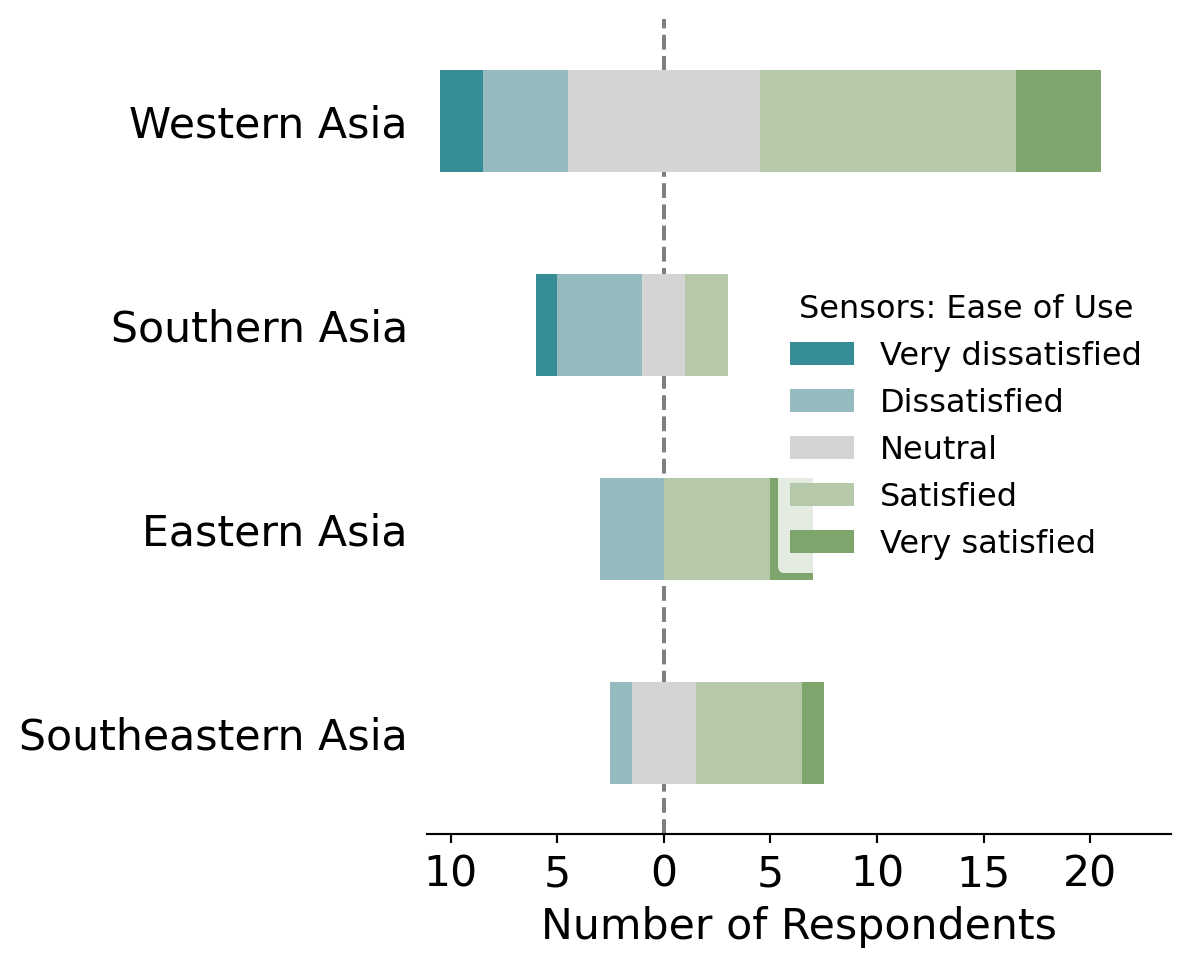 Western Asia
Southern Asia
Eastern Asia
Southeastern Asia
Sensors: Ease of Use
Very dissatisfied
Dissatisfied
Neutral
Satisfied
Very satisfied
10 5 0 5 10 15 20
Number of Respondents